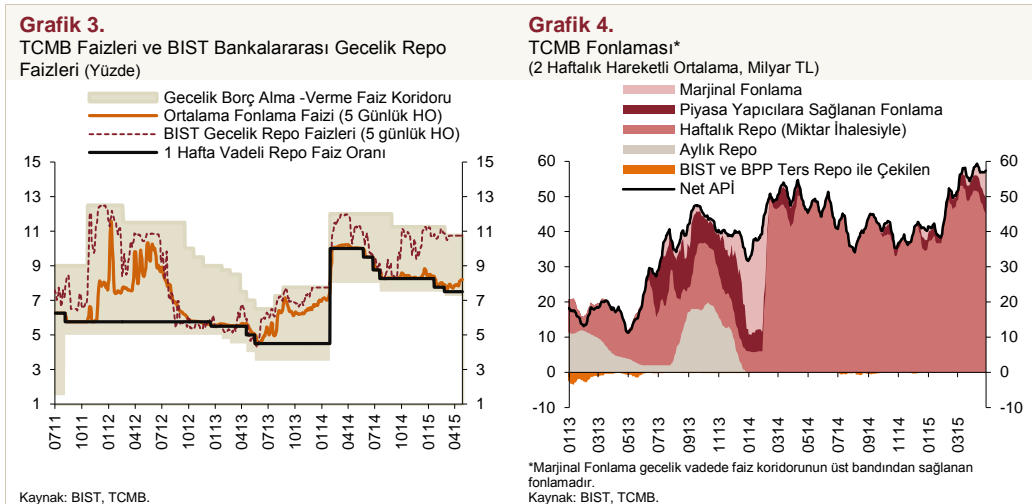 Grafik 3.
TCMB Faizleri ve BIST Bankalararası Gecelik Repo
Faizleri (Yüzde)
Gecelik Borç Alma -Verme Faiz Koridoru
Ortalama Fonlama Faizi (5 Günlük HO)
BIST Gecelik Repo Faizleri (5 günlük HO)
1 Hafta Vadeli Repo Faiz Oranı
15 15
13 13
11 11
9 9
7 7
5 5
3 3
1 1
0711 1011 0112 0412 0712 1012 0113 0413 0713 1013 0114 0414 0714 1014 0115 0415
Kaynak: BIST, TCMB.
Grafik 4.
TCMB Fonlaması*
(2 Haftalık Hareketli Ortalama, Milyar TL)
Marjinal Fonlama
Piyasa Yapıcılara Sağlanan Fonlama
Haftalık Repo (Miktar İhalesiyle)
Aylık Repo
BIST ve BPP Ters Repo ile Çekilen
Net APİ
60 60
50 50
40 40
30 30
20 20
10 10
0 0
-10 -10
0113 0313 0513 0713 0913 1113 0114 0314 0514 0714 0914 1114 0115 0315
*Marjinal Fonlama gecelik vadede faiz koridorunun üst bandından sağlanan
fonlamadır.
Kaynak: BIST, TCMB.